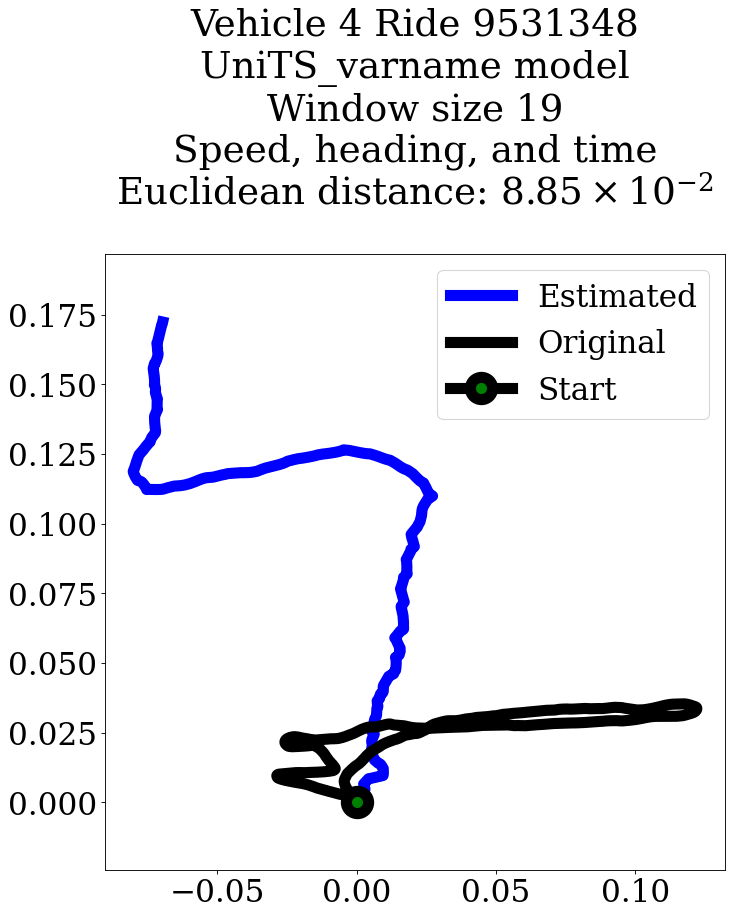 Vehicle 4 Ride 9531348
UniTS_varname model
Window size 19
Speed, heading, and time
Euclidean distance: 8.85 × 10⁻²
Estimated
Original
Start
0.175
0.150
0.125
0.100
0.075
0.050
0.025
0.000
−0.05 0.00 0.05 0.10